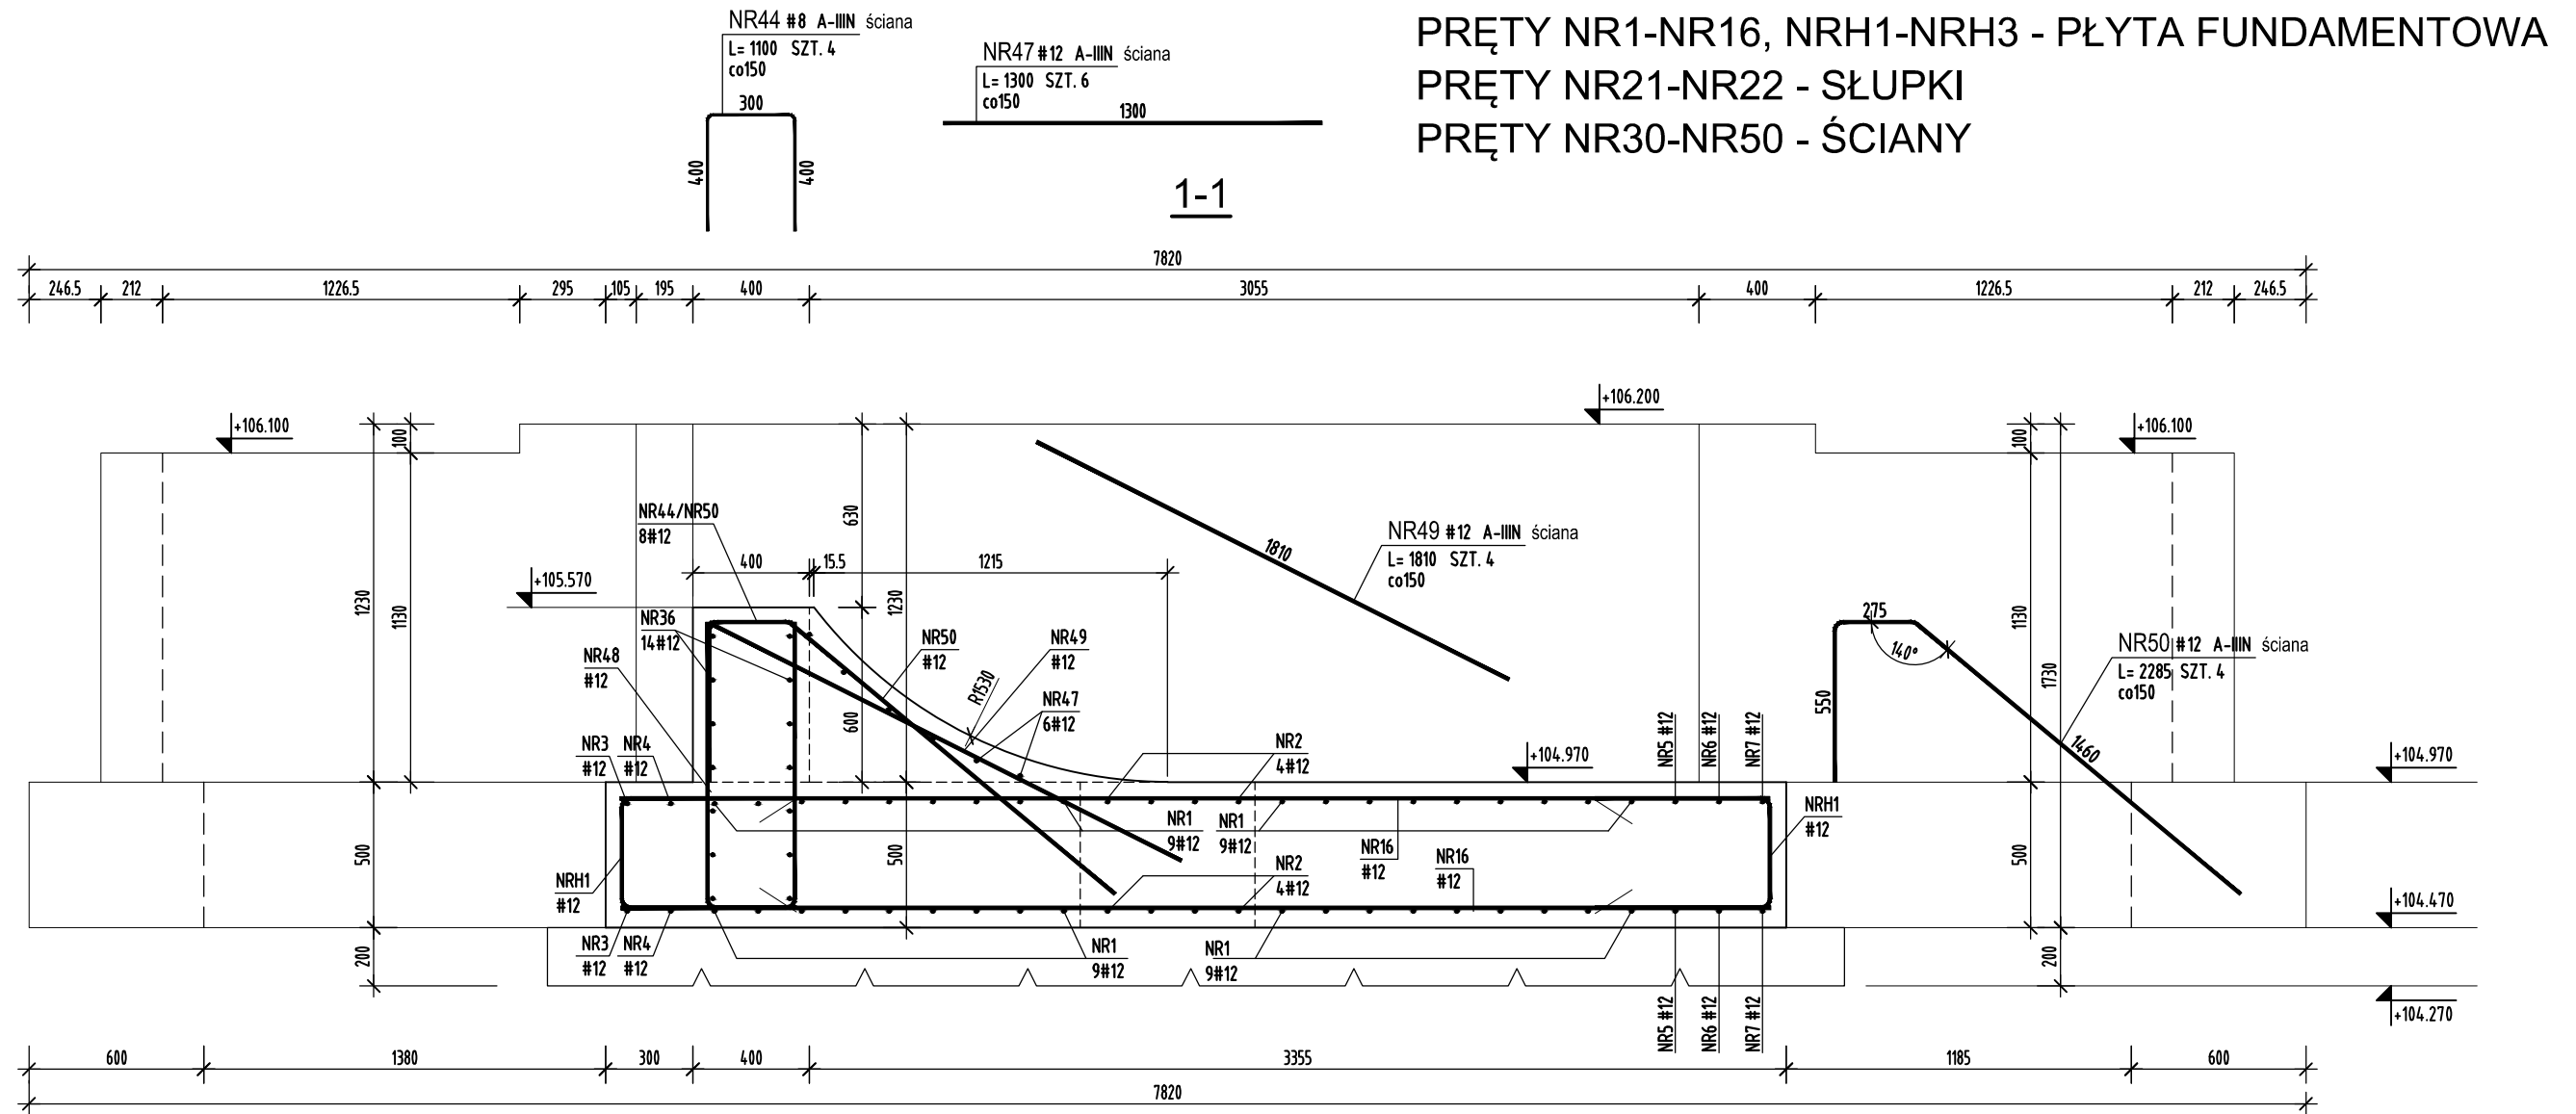 NR44 #8 A-IIIN ściana
L= 1100 SZT. 4
co150
300
400
400
NR47 #12 A-IIIN ściana
L= 1300 SZT. 6
co150
1300
PRĘTY NR1-NR16, NRH1-NRH3 - PŁYTA FUNDAMENTOWA
PRĘTY NR21-NR22 - SŁUPKI
PRĘTY NR30-NR50 - ŚCIANY
1-1
7820
246.5 212 1226.5 295 105 195 400 3055 400 1226.5 212 246.5
+106.100
+106.200
+106.100
100
1230
1130
630
1230
100
1130
1730
NR44/NR50
8#12
400 15.5 1215
+105.570
1810
NR49 #12 A-IIIN ściana
L= 1810 SZT. 4
co150
275
140°
550
1460
NR50 #12 A-IIIN ściana
L= 2285 SZT. 4
co150
NR36
14#12
NR48
#12
NR50
#12
NR49
#12
R1530
NR47
6#12
600
NR3
#12
NR4
#12
NR2
4#12
+104.970
NR5 #12
NR6 #12
NR7 #12
+104.970
NR1
9#12
NR1
9#12
NR16
#12
NR16
#12
NRH1
#12
500
500
500
NRH1
#12
NR2
4#12
+104.470
NR3
#12
NR4
#12
NR1
9#12
NR1
9#12
200
200
NR5 #12
NR6 #12
NR7 #12
+104.270
600 1380 300 400 3355 1185 600
7820